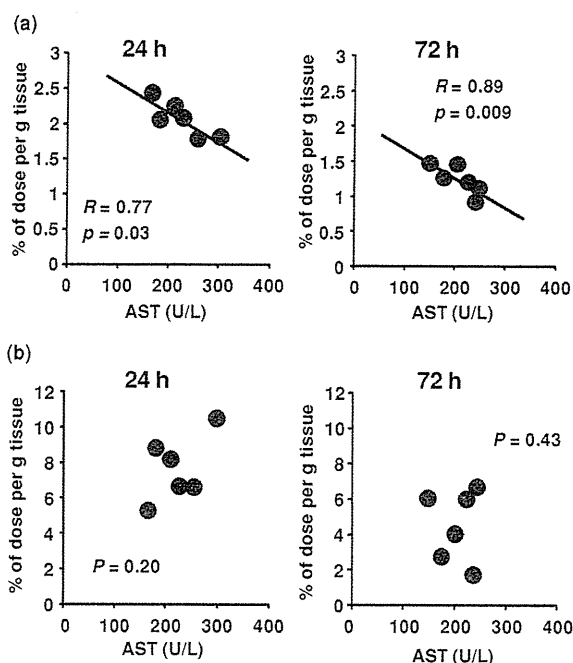 (a)
24 h
% of dose per g tissue
3
2.5
2
1.5
1
0.5
0
R = 0.77
p = 0.03
0 100 200 300 400
AST (U/L)
72 h
% of dose per g tissue
3
2.5
2
1.5
1
0.5
0
R = 0.89
p = 0.009
0 100 200 300 400
AST (U/L)
(b)
24 h
% of dose per g tissue
12
10
8
6
4
2
0
P = 0.20
0 100 200 300 400
AST (U/L)
72 h
% of dose per g tissue
12
10
8
6
4
2
0
P = 0.43
0 100 200 300 400
AST (U/L)